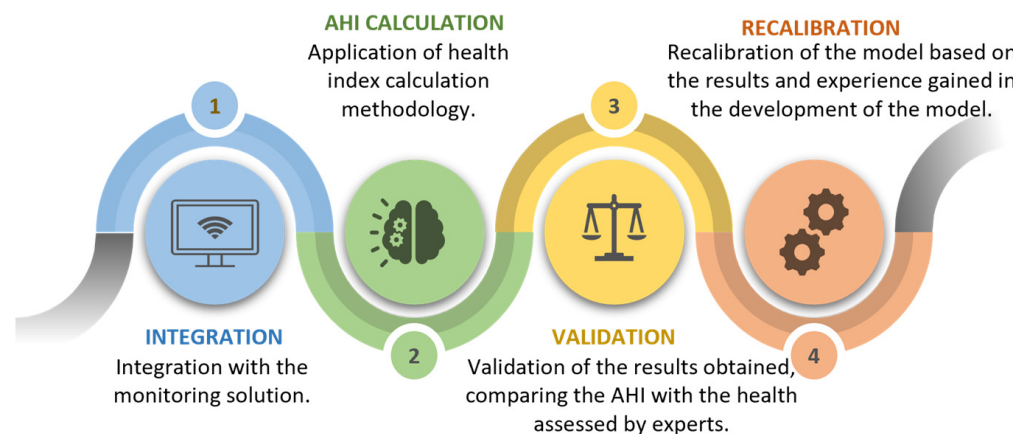 1
INTEGRATION
Integration with the
monitoring solution.
AHI CALCULATION
Application of health
index calculation
methodology.
2
3
VALIDATION
Validation of the results obtained,
comparing the AHI with the health
assessed by experts.
RECALIBRATION
Recalibration of the model based on
the results and experience gained in
the development of the model.
4